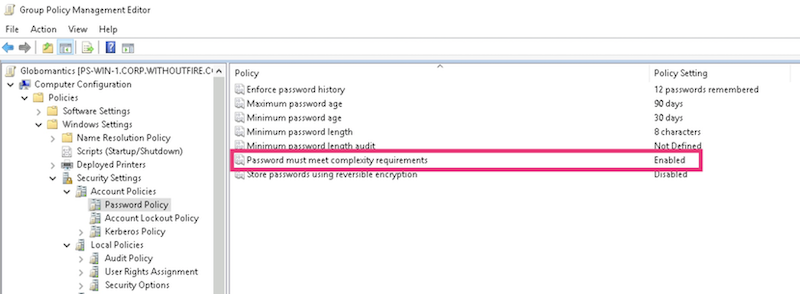 Group Policy Management Editor
File Action View Help
Globomantics [PS-WIN-1.CORP.WITHOUTFIRE.CO
Computer Configuration
Policies
Software Settings
Windows Settings
Name Resolution Policy
Scripts (Startup/Shutdown)
Deployed Printers
Security Settings
Account Policies
Password Policy
Account Lockout Policy
Kerberos Policy
Local Policies
Audit Policy
User Rights Assignment
Security Options
Policy Policy Setting
Enforce password history 12 passwords remembered
Maximum password age 90 days
Minimum password age 30 days
Minimum password length 8 characters
Minimum password length audit Not Defined
Password must meet complexity requirements Enabled
Store passwords using reversible encryption Disabled